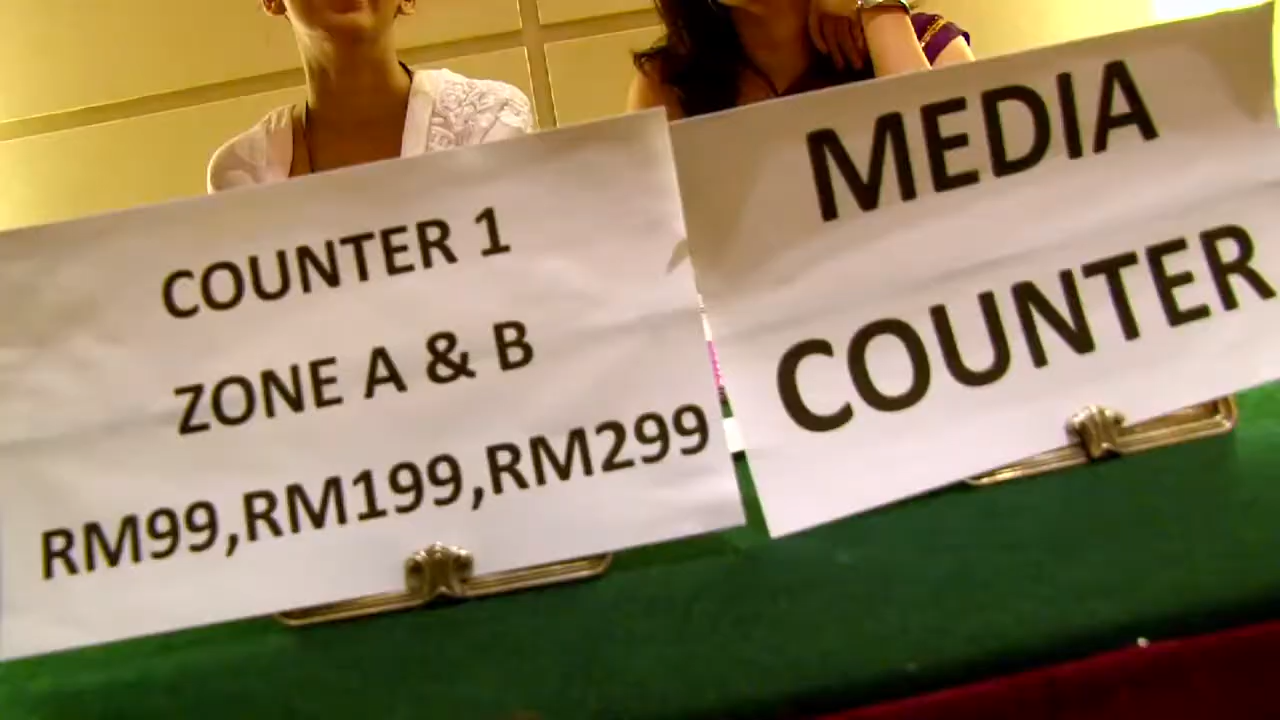 COUNTER 1
ZONE A & B
RM99,RM199,RM299
MEDIA
COUNTER